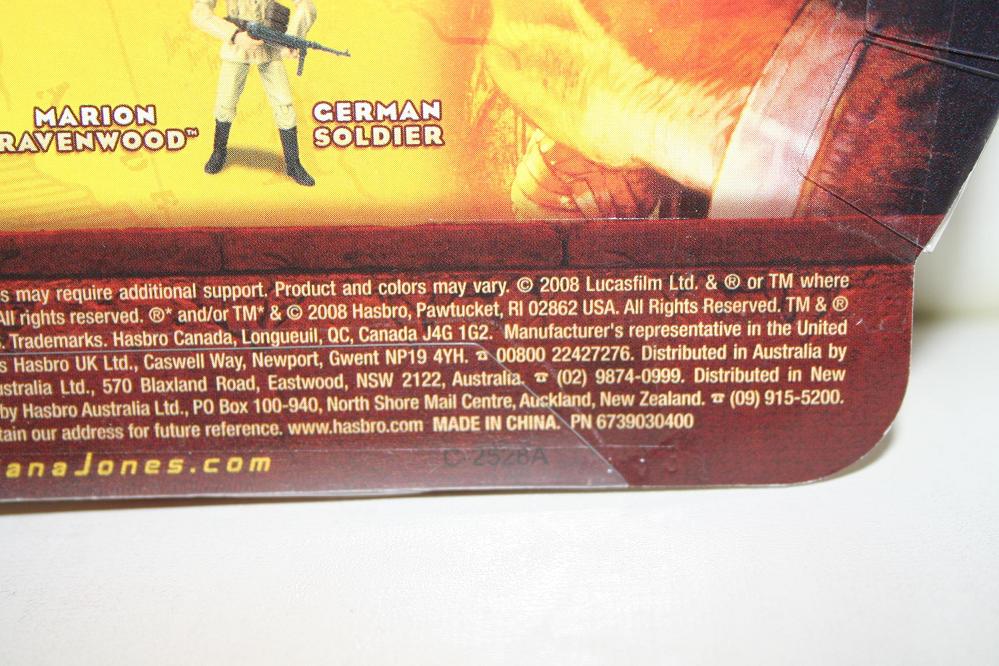 MARION
RAVENWOOD™
GERMAN
SOLDIER
s may require additional support. Product and colors may vary. © 2008 Lucasfilm Ltd. & ® or TM where
All rights reserved. ®* and/or TM* & © 2008 Hasbro, Pawtucket, RI 02862 USA. All Rights Reserved. TM & ®
. Trademarks. Hasbro Canada, Longueuil, QC, Canada J4G 1G2. Manufacturer's representative in the United
s Hasbro UK Ltd., Caswell Way, Newport, Gwent NP19 4YH. ☎ 00800 22427276. Distributed in Australia by
ustralia Ltd., 570 Blaxland Road, Eastwood, NSW 2122, Australia. ☎ (02) 9874-0999. Distributed in New
by Hasbro Australia Ltd., PO Box 100-940, North Shore Mail Centre, Auckland, New Zealand. ☎ (09) 915-5200.
tain our address for future reference. www.hasbro.com MADE IN CHINA. PN 6739030400
anaJones.com
C-2528A